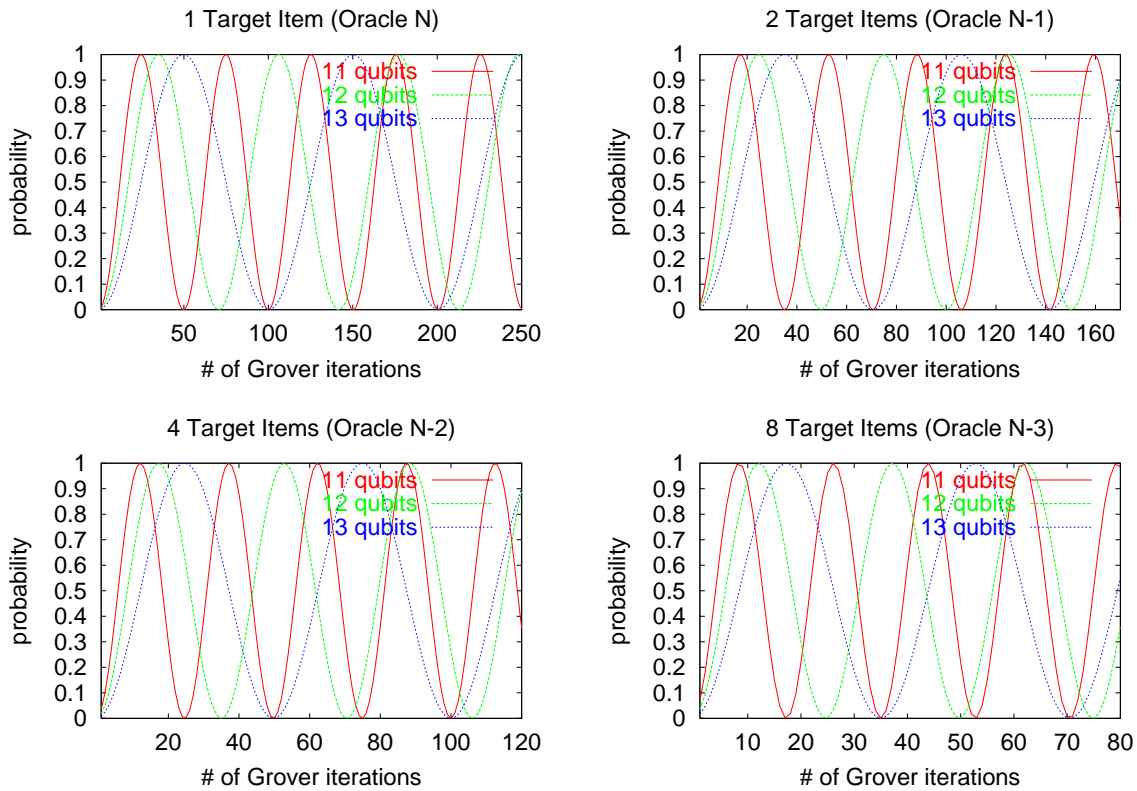 1 Target Item (Oracle N)
1
0.9
0.8
0.7
0.6
0.5
0.4
0.3
0.2
0.1
0
probability
11 qubits
12 qubits
13 qubits
50 100 150 200 250
# of Grover iterations
2 Target Items (Oracle N-1)
1
0.9
0.8
0.7
0.6
0.5
0.4
0.3
0.2
0.1
0
probability
11 qubits
12 qubits
13 qubits
20 40 60 80 100 120 140 160
# of Grover iterations
4 Target Items (Oracle N-2)
1
0.9
0.8
0.7
0.6
0.5
0.4
0.3
0.2
0.1
0
probability
11 qubits
12 qubits
13 qubits
20 40 60 80 100 120
# of Grover iterations
8 Target Items (Oracle N-3)
1
0.9
0.8
0.7
0.6
0.5
0.4
0.3
0.2
0.1
0
probability
11 qubits
12 qubits
13 qubits
10 20 30 40 50 60 70 80
# of Grover iterations